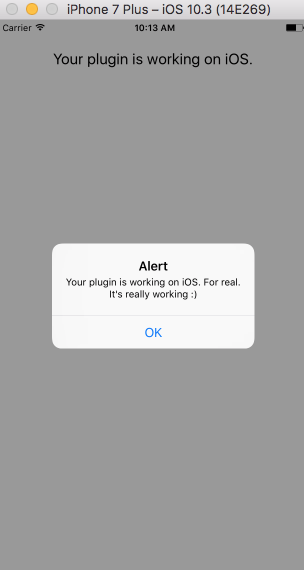 iPhone 7 Plus – iOS 10.3 (14E269)
Carrier 10:13 AM
Your plugin is working on iOS.
Alert
Your plugin is working on iOS. For real.
It's really working :)
OK